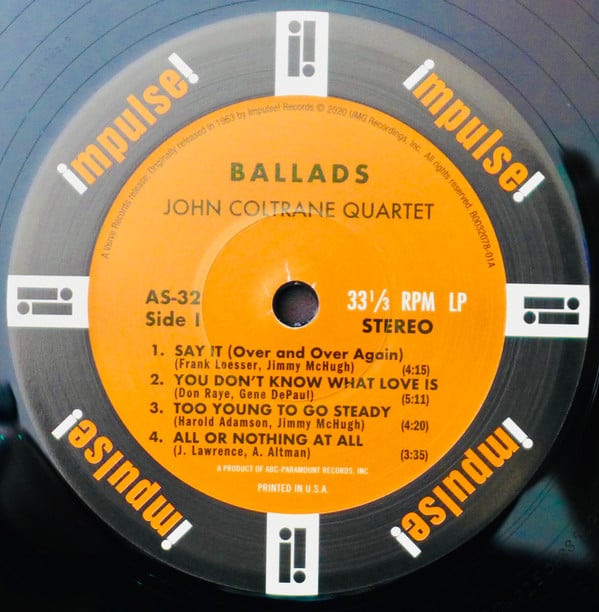 impulse!
impulse!
A Verve Records release. Originally released in 1963 by Impulse! Records © 2020 UMG Recordings, Inc. All rights reserved. B0032078-01A
BALLADS
JOHN COLTRANE QUARTET
AS-32 33 1/3 RPM LP
Side 1 STEREO
1. SAY IT (Over and Over Again)
(Frank Loesser, Jimmy McHugh) (4:15)
2. YOU DON'T KNOW WHAT LOVE IS
(Don Raye, Gene DePaul) (5:11)
3. TOO YOUNG TO GO STEADY
(Harold Adamson, Jimmy McHugh) (4:20)
4. ALL OR NOTHING AT ALL
(J. Lawrence, A. Altman) (3:35)
A PRODUCT OF ABC-PARAMOUNT RECORDS, INC.
PRINTED IN U.S.A.
impulse!
impulse!